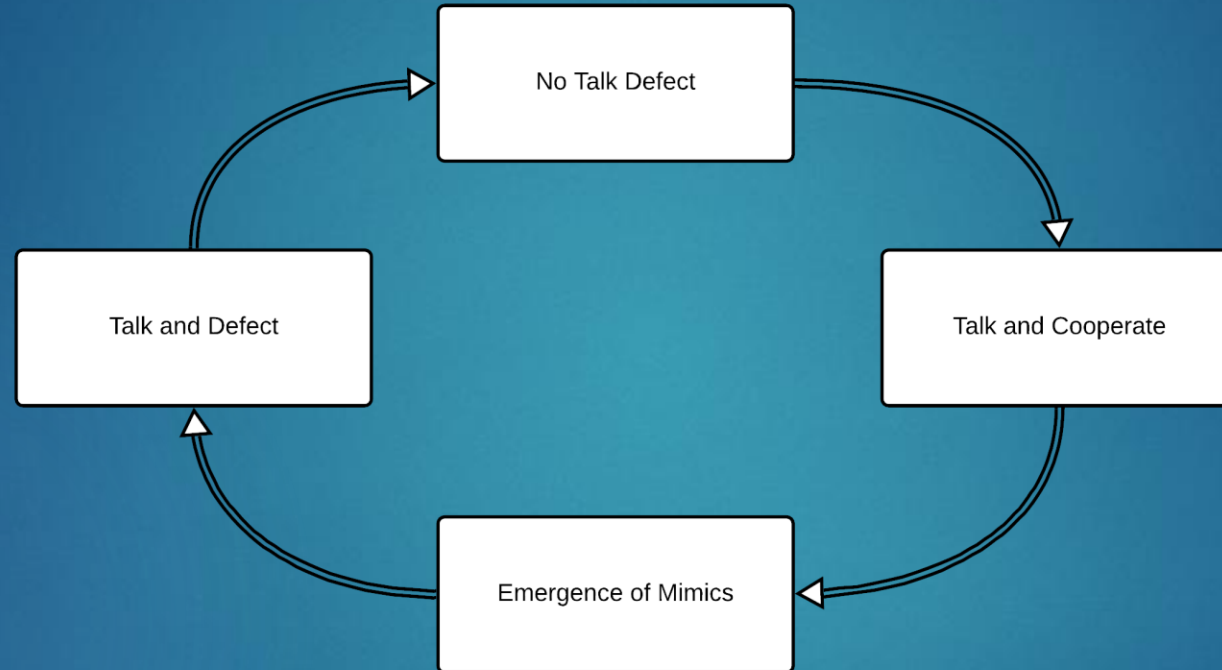 No Talk Defect
Talk and Defect
Talk and Cooperate
Emergence of Mimics